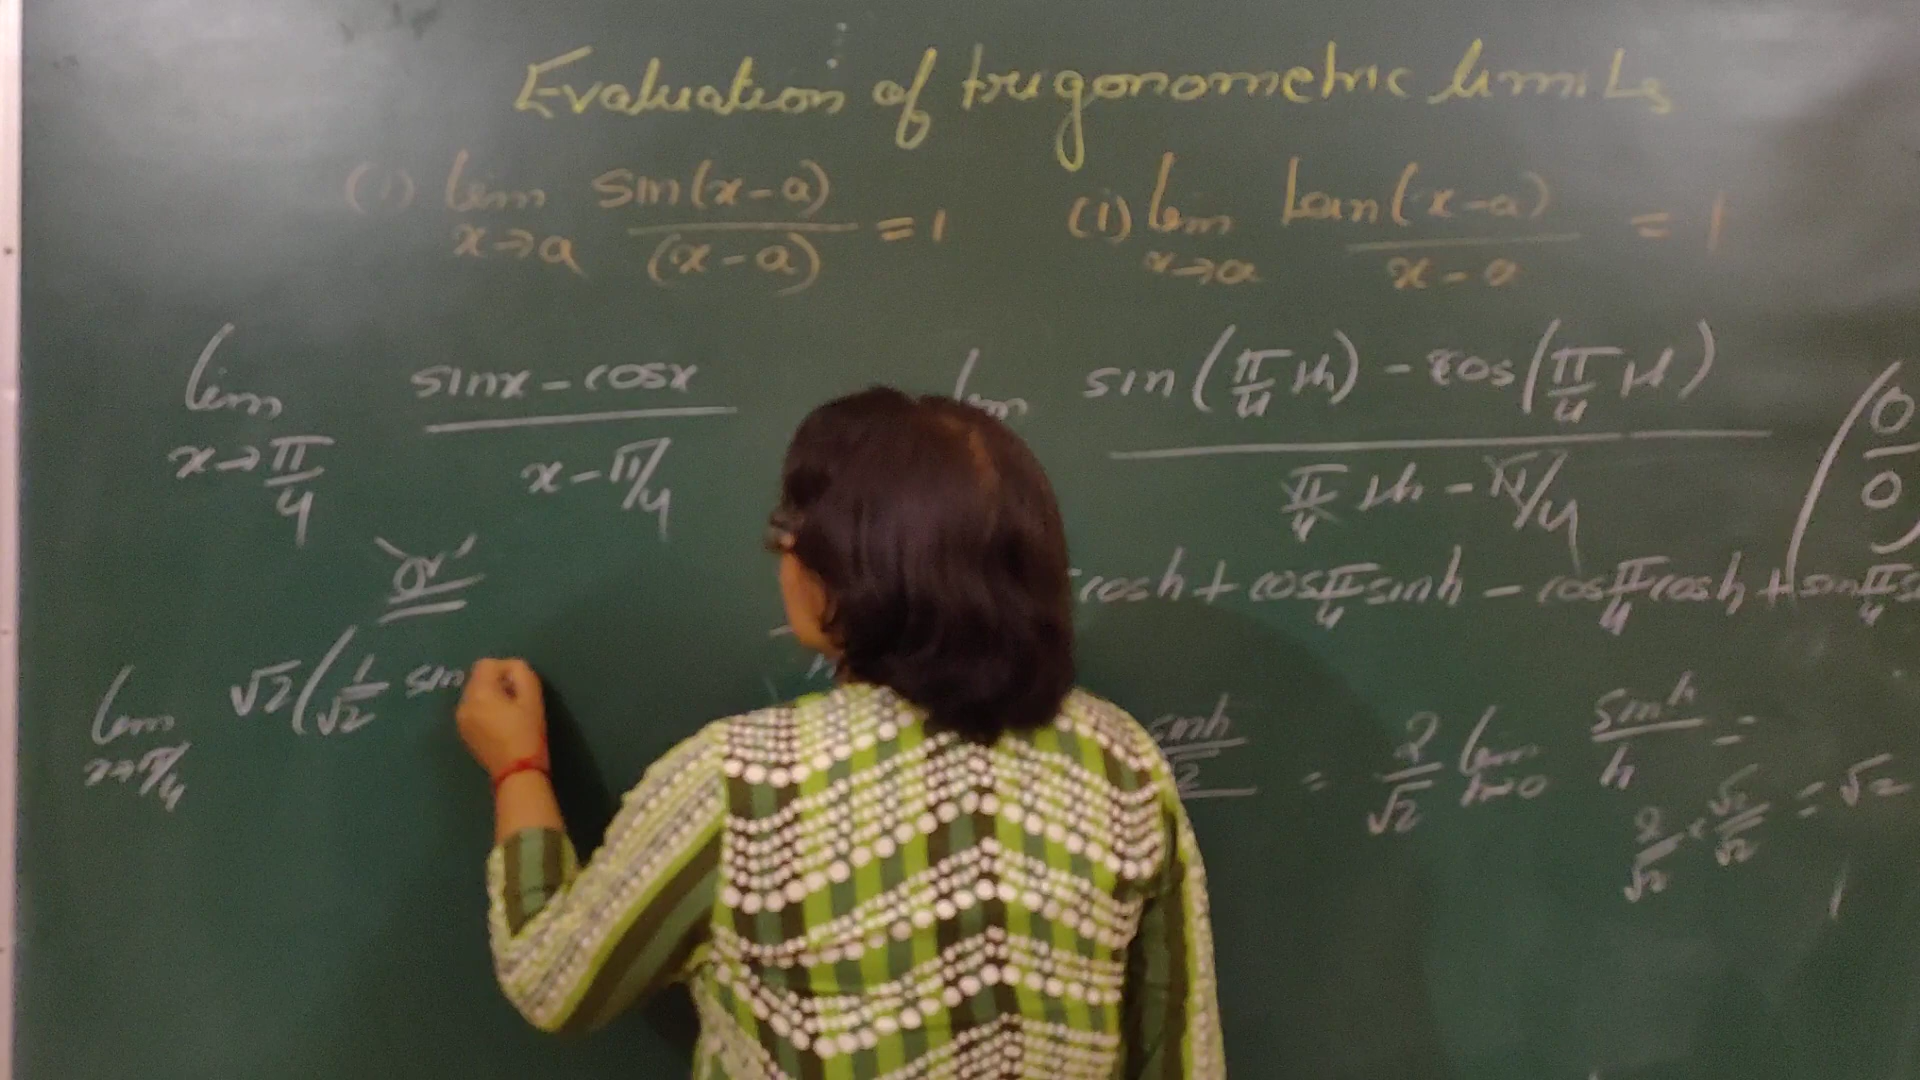 Evaluation of trigonometric limits
(i) lim x→a sin(x-a)/(x-a) = 1
(i) lim x→a tan(x-a)/x-a = 1
lim x→π/4 sinx - cosx / x - π/4
lim sin(π/4+h) - cos(π/4+h) / π/4+h - π/4 (0/0)
or
cosh + cosπ/4 sinh - cosπ/4 cosh + sinπ/4
lim x→π/4 √2(1/√2 sin
sinh/√2 = 2/√2 lim h→0 sinh/h =
2/√2 × √2/√2 = √2